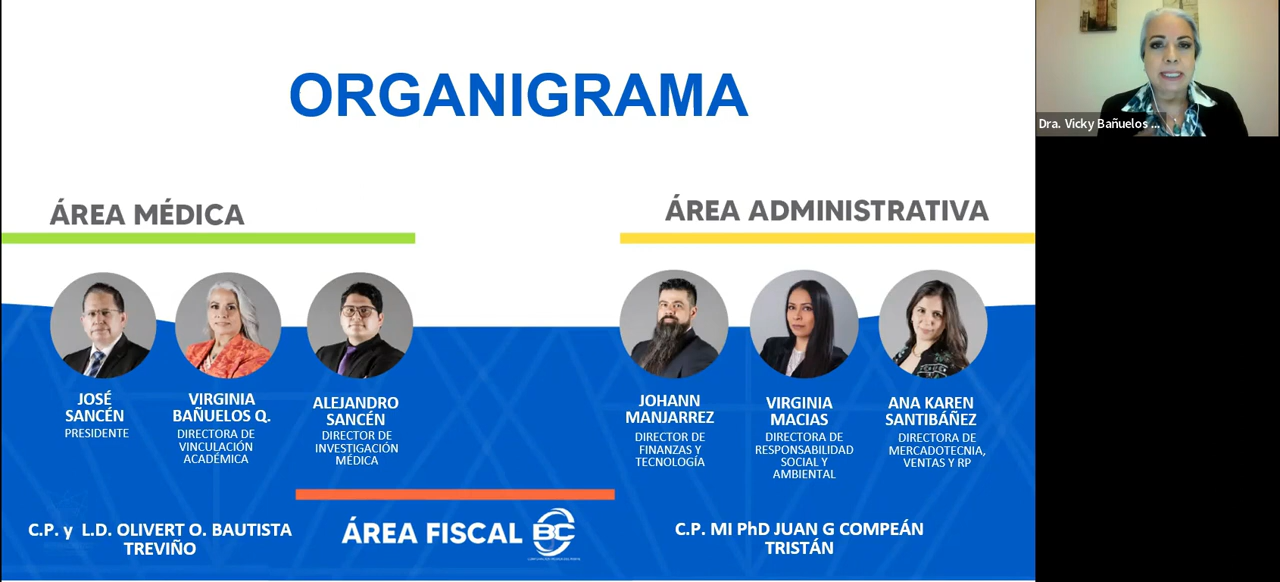 ORGANIGRAMA
Dra. Vicky Bañuelos ...
ÁREA MÉDICA
ÁREA ADMINISTRATIVA
JOSÉ
SANCÉN
PRESIDENTE
VIRGINIA
BAÑUELOS Q.
DIRECTORA DE
VINCULACIÓN
ACADÉMICA
ALEJANDRO
SANCÉN
DIRECTOR DE
INVESTIGACIÓN
MÉDICA
JOHANN
MANJARREZ
DIRECTOR DE
FINANZAS Y
TECNOLOGÍA
VIRGINIA
MACIAS
DIRECTORA DE
RESPONSABILIDAD
SOCIAL Y
AMBIENTAL
ANA KAREN
SANTIBÁÑEZ
DIRECTORA DE
MERCADOTECNIA,
VENTAS Y RP
C.P. y L.D. OLIVERT O. BAUTISTA
TREVIÑO
ÁREA FISCAL
BC
C.P. MI PhD JUAN G COMPEÁN
TRISTÁN